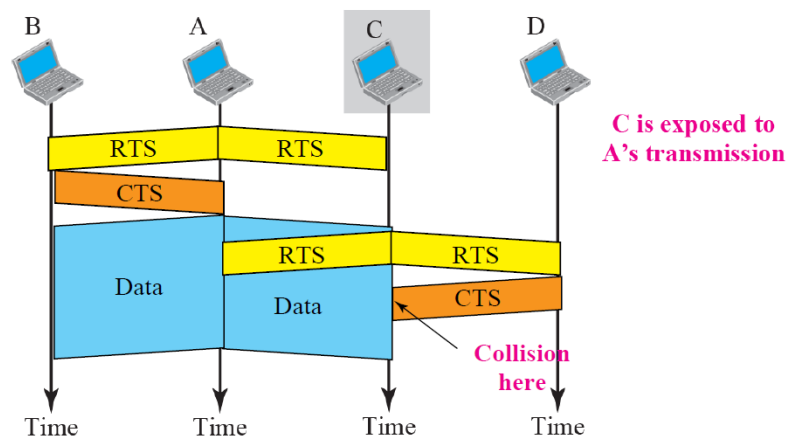 B
A
C
D
C is exposed to
A's transmission
RTS
RTS
CTS
RTS
RTS
Data
Data
CTS
Collision
here
Time
Time
Time
Time